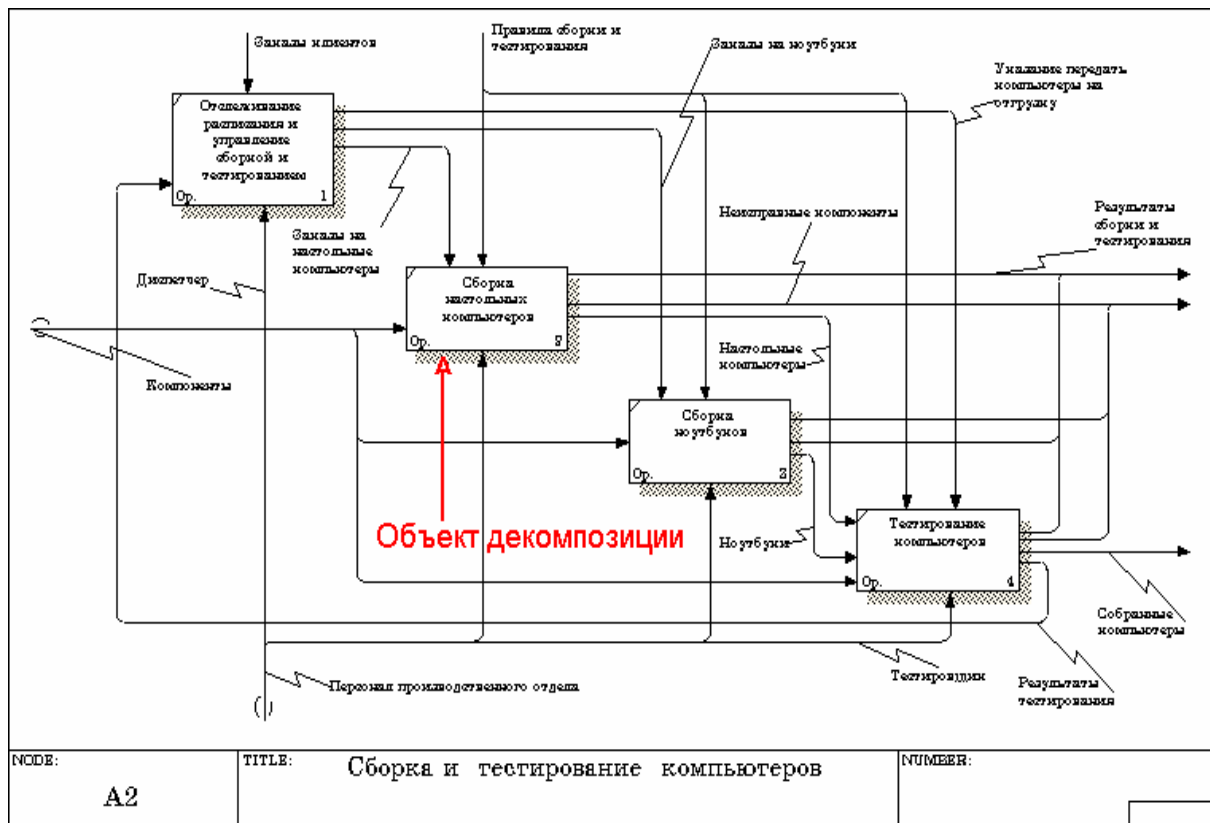 Заказы клиентов
Правила сборки и
тестирования
Заказы на ноутбуки
Указание передать
компьютеры на
отгрузку
Отслеживание
расписания и
управление
сборкой и
тестированием
Ор.
1
Заказы на
настольные
компьютеры
Неисправные компоненты
Результаты
сборки и
тестирования
Диспетчер
Сборка
настольных
компьютеров
Ор.
2
Компоненты
Настольные
компьютеры
Сборка
ноутбуков
Ор.
3
Объект декомпозиции
Ноутбуки
Тестирование
компьютеров
Ор.
4
Собранные
компьютеры
Персонал производственного отдела
Тестировщик
Результаты
тестирования
NODE:
A2
TITLE:
Сборка и тестирование компьютеров
NUMBER: